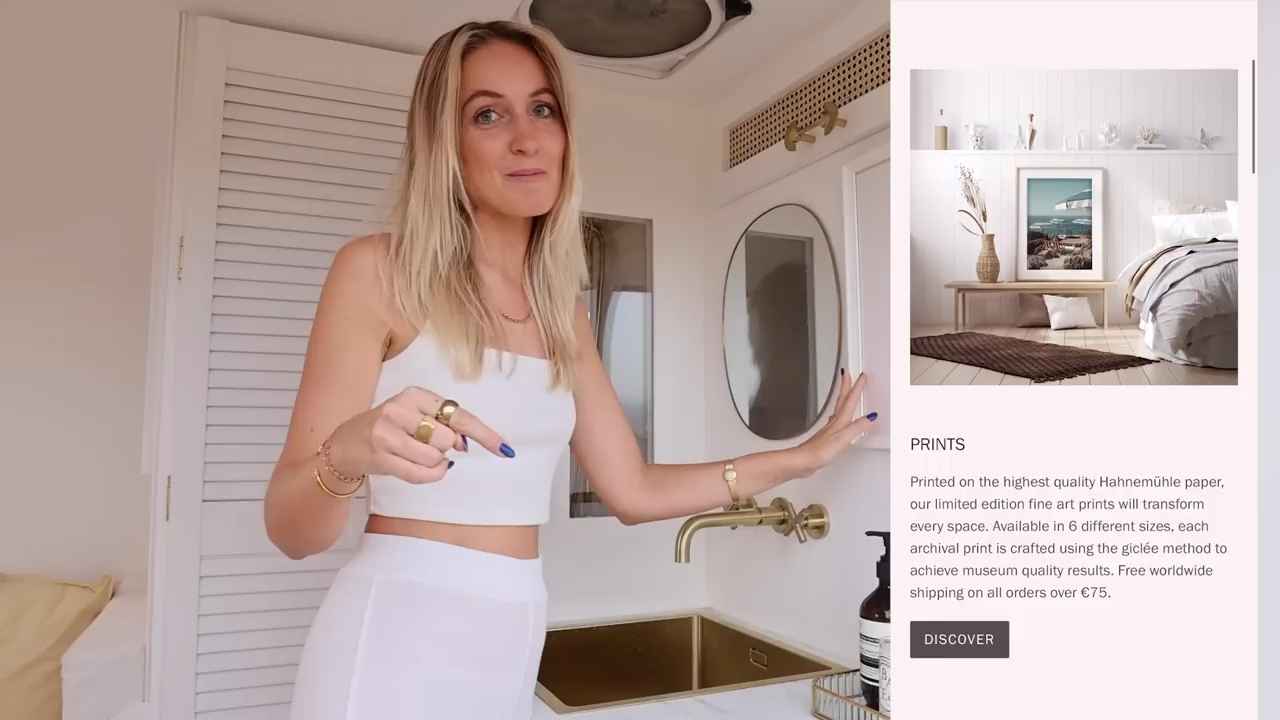 PRINTS
Printed on the highest quality Hahnemühle paper,
our limited edition fine art prints will transform
every space. Available in 6 different sizes, each
archival print is crafted using the giclée method to
achieve museum quality results. Free worldwide
shipping on all orders over €75.
DISCOVER